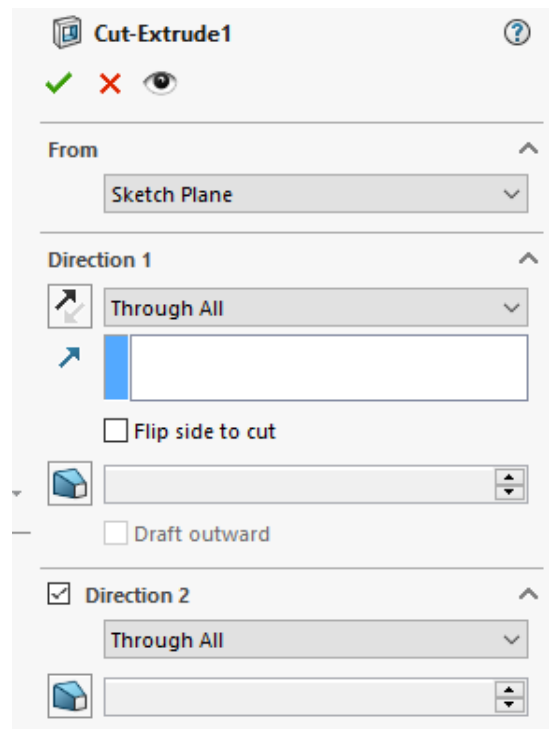 Cut-Extrude1
From
Sketch Plane
Direction 1
Through All
Flip side to cut
Draft outward
Direction 2
Through All